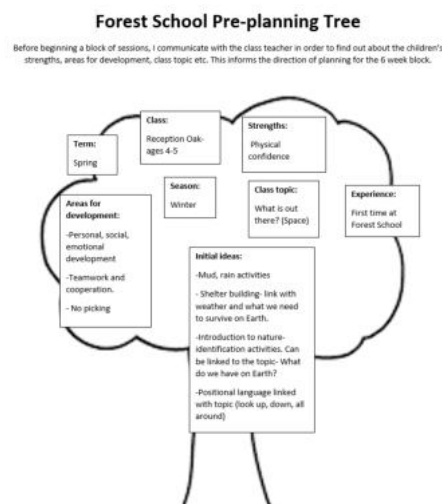 Forest School Pre-planning Tree
Before beginning a block of sessions, I communicate with the class teacher in order to find out about the children's
strengths, areas for development, class topic etc. This informs the direction of planning for the 6 week block.
Class:
Reception Oak-
ages 4-5
Strengths:
Physical
confidence
Term:
Spring
Season:
Winter
Class topic:
What is out
there? (Space)
Experience:
First time at
Forest School
Areas for
development:
-Personal, social,
emotional
development
-Teamwork and
cooperation.
- No picking
Initial ideas:
-Mud, rain activities
- Shelter building- link with
weather and what we need
to survive on Earth.
-Introduction to nature-
identification activities. Can
be linked to the topic- What
do we have on Earth?
-Positional language linked
with topic (look up, down, all
around)